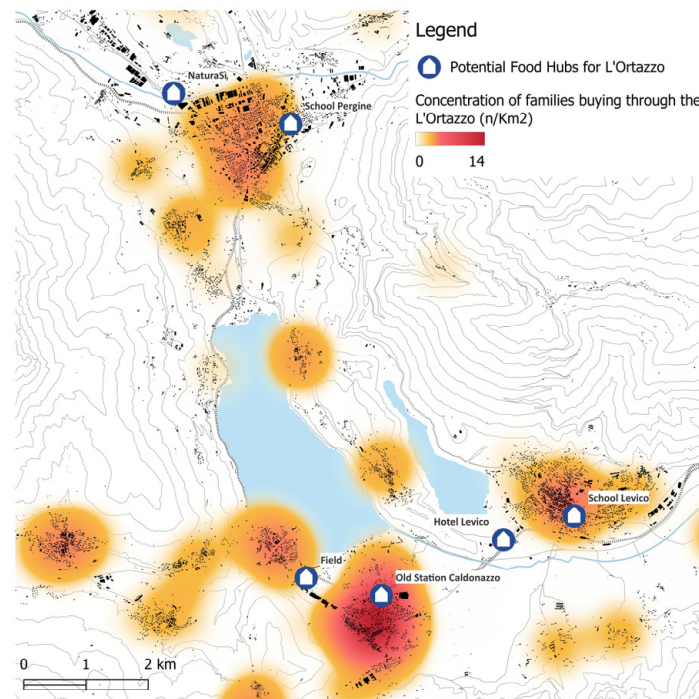 Legend
Potential Food Hubs for L'Ortazzo
Concentration of families buying through the
L'Ortazzo (n/Km2)
0 14
NaturaSì
School Pergine
School Levico
Hotel Levico
Field
Old Station Caldonazzo
0 1 2 km